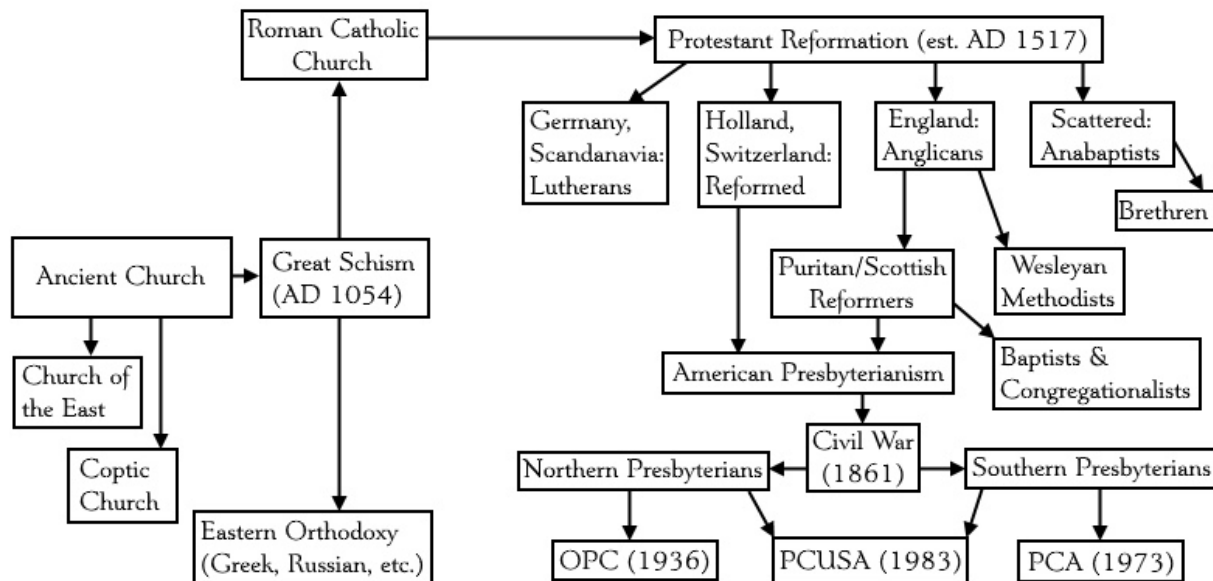 Roman Catholic
Church
Protestant Reformation (est. AD 1517)
Germany,
Scandanavia:
Lutherans
Holland,
Switzerland:
Reformed
England:
Anglicans
Scattered:
Anabaptists
Brethren
Ancient Church
Great Schism
(AD 1054)
Puritan/Scottish
Reformers
Wesleyan
Methodists
Church of
the East
American Presbyterianism
Baptists &
Congregationalists
Coptic
Church
Civil War
(1861)
Northern Presbyterians
Southern Presbyterians
Eastern Orthodoxy
(Greek, Russian, etc.)
OPC (1936)
PCUSA (1983)
PCA (1973)